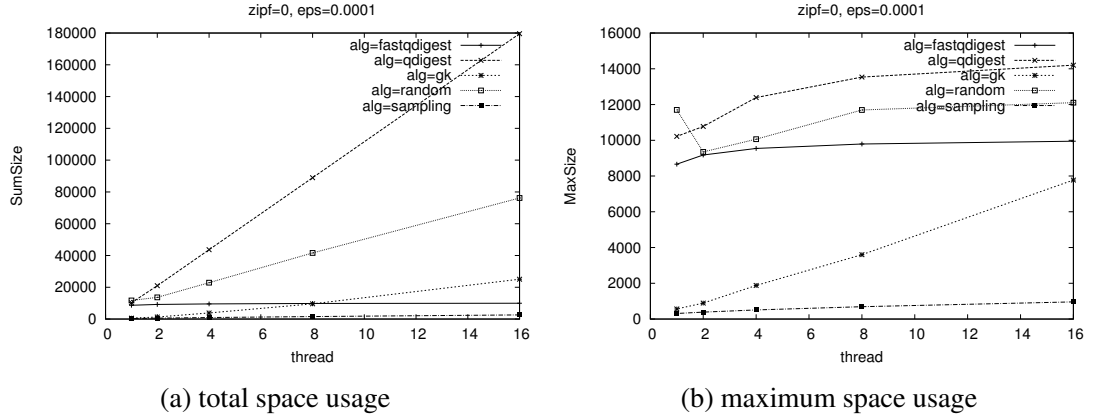 zipf=0, eps=0.0001
180000
160000
140000
120000
100000
80000
60000
40000
20000
0
SumSize
alg=fastqdigest
alg=qdigest
alg=gk
alg=random
alg=sampling
0 2 4 6 8 10 12 14 16
thread
(a) total space usage
zipf=0, eps=0.0001
16000
14000
12000
10000
8000
6000
4000
2000
0
MaxSize
alg=fastqdigest
alg=qdigest
alg=gk
alg=random
alg=sampling
0 2 4 6 8 10 12 14 16
thread
(b) maximum space usage